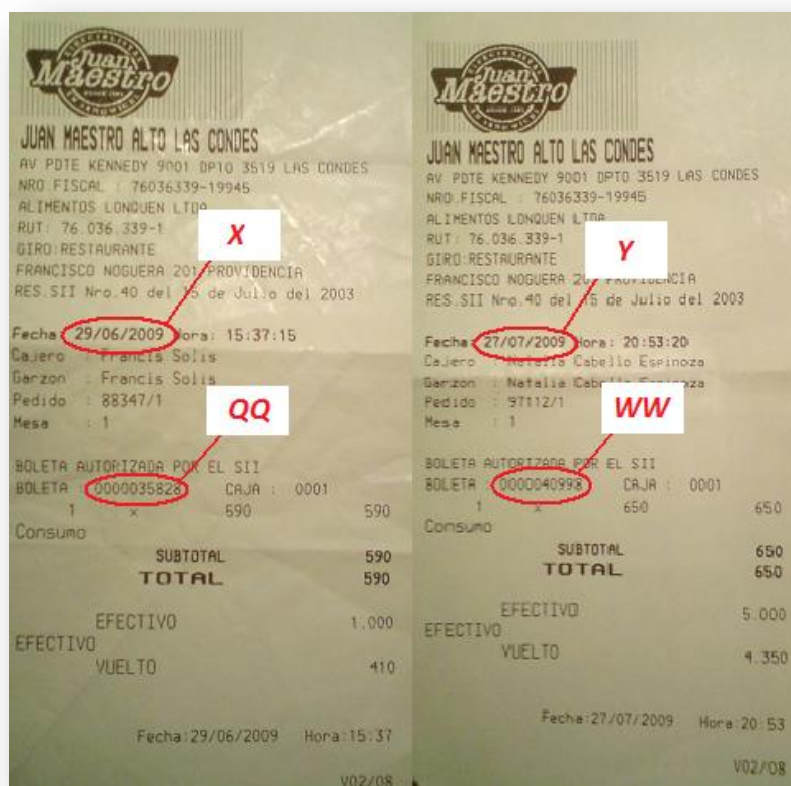 ESPECIALISTA
Juan
Maestro
JUAN MAESTRO ALTO LAS CONDES
AV PDTE KENNEDY 9001 DPTO 3519 LAS CONDES
NRO FISCAL : 76036339-19945
ALIMENTOS LONQUEN LTDA
RUT: 76.036.339-1
X
GIRO:RESTAURANTE
FRANCISCO NOGUERA 201 PROVIDENCIA
RES.SII Nro.40 del 15 de Julio del 2003
Fecha: 29/06/2009 Hora: 15:37:15
Cajero : Francis Solis
Garzon : Francis Solis
Pedido : 88347/1
QQ
Mesa : 1
BOLETA AUTORIZADA POR EL SII
BOLETA : 0000035828 CAJA : 0001
1 x 590 590
Consumo
SUBTOTAL 590
TOTAL 590
EFECTIVO 1.000
EFECTIVO
VUELTO 410
Fecha:29/06/2009 Hora:15:37
V02/08
Juan
Maestro
JUAN MAESTRO ALTO LAS CONDES
AV PDTE KENNEDY 9001 DPTO 3519 LAS CONDES
NRO FISCAL : 76036339-19945
ALIMENTOS LONQUEN LTDA
RUT: 76.036.339-1
Y
GIRO:RESTAURANTE
FRANCISCO NOGUERA 201 PROVIDENCIA
RES.SII Nro.40 del 15 de Julio del 2003
Fecha: 27/07/2009 Hora: 20:53:20
Cajero : Natalia Cabello Espinoza
Garzon : Natalia Cabello Espinoza
Pedido : 97112/1
WW
Mesa : 1
BOLETA AUTORIZADA POR EL SII
BOLETA : 0000040998 CAJA : 0001
1 x 650 650
Consumo
SUBTOTAL 650
TOTAL 650
EFECTIVO 5.000
EFECTIVO
VUELTO 4.350
Fecha:27/07/2009 Hora:20:53
V02/08